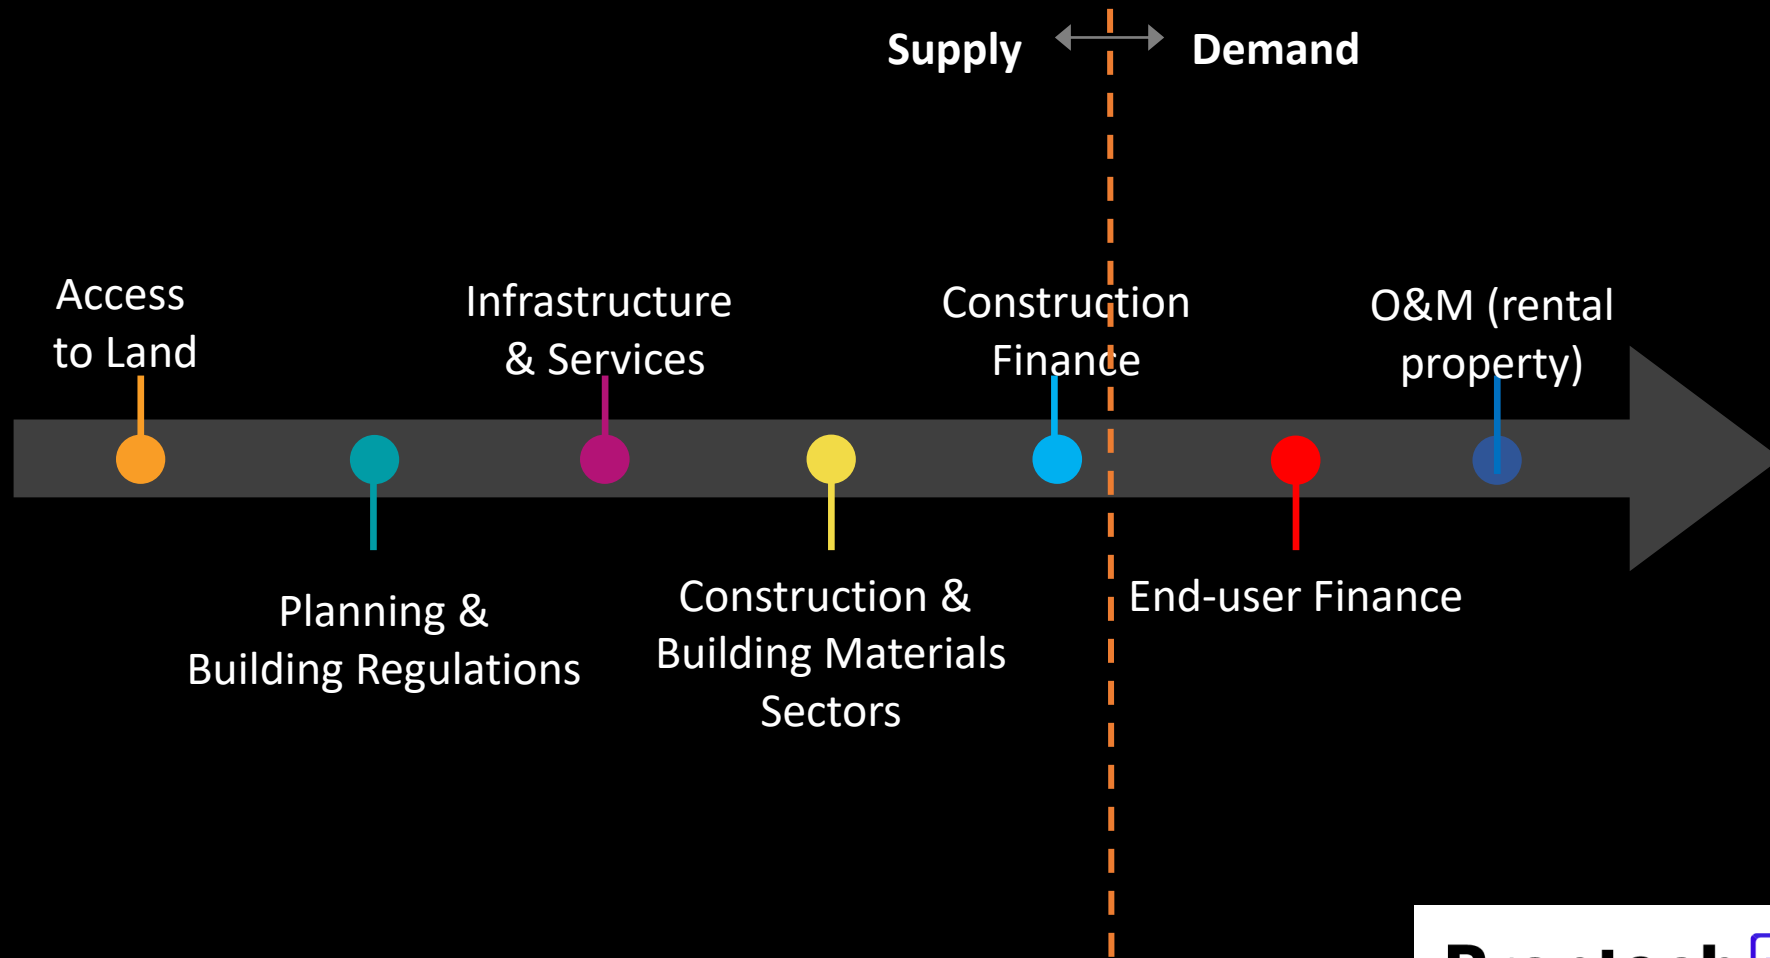 Supply
Demand
Access
to Land
Infrastructure
& Services
Construction
Finance
O&M (rental
property)
Planning &
Building Regulations
Construction &
Building Materials
Sectors
End-user Finance